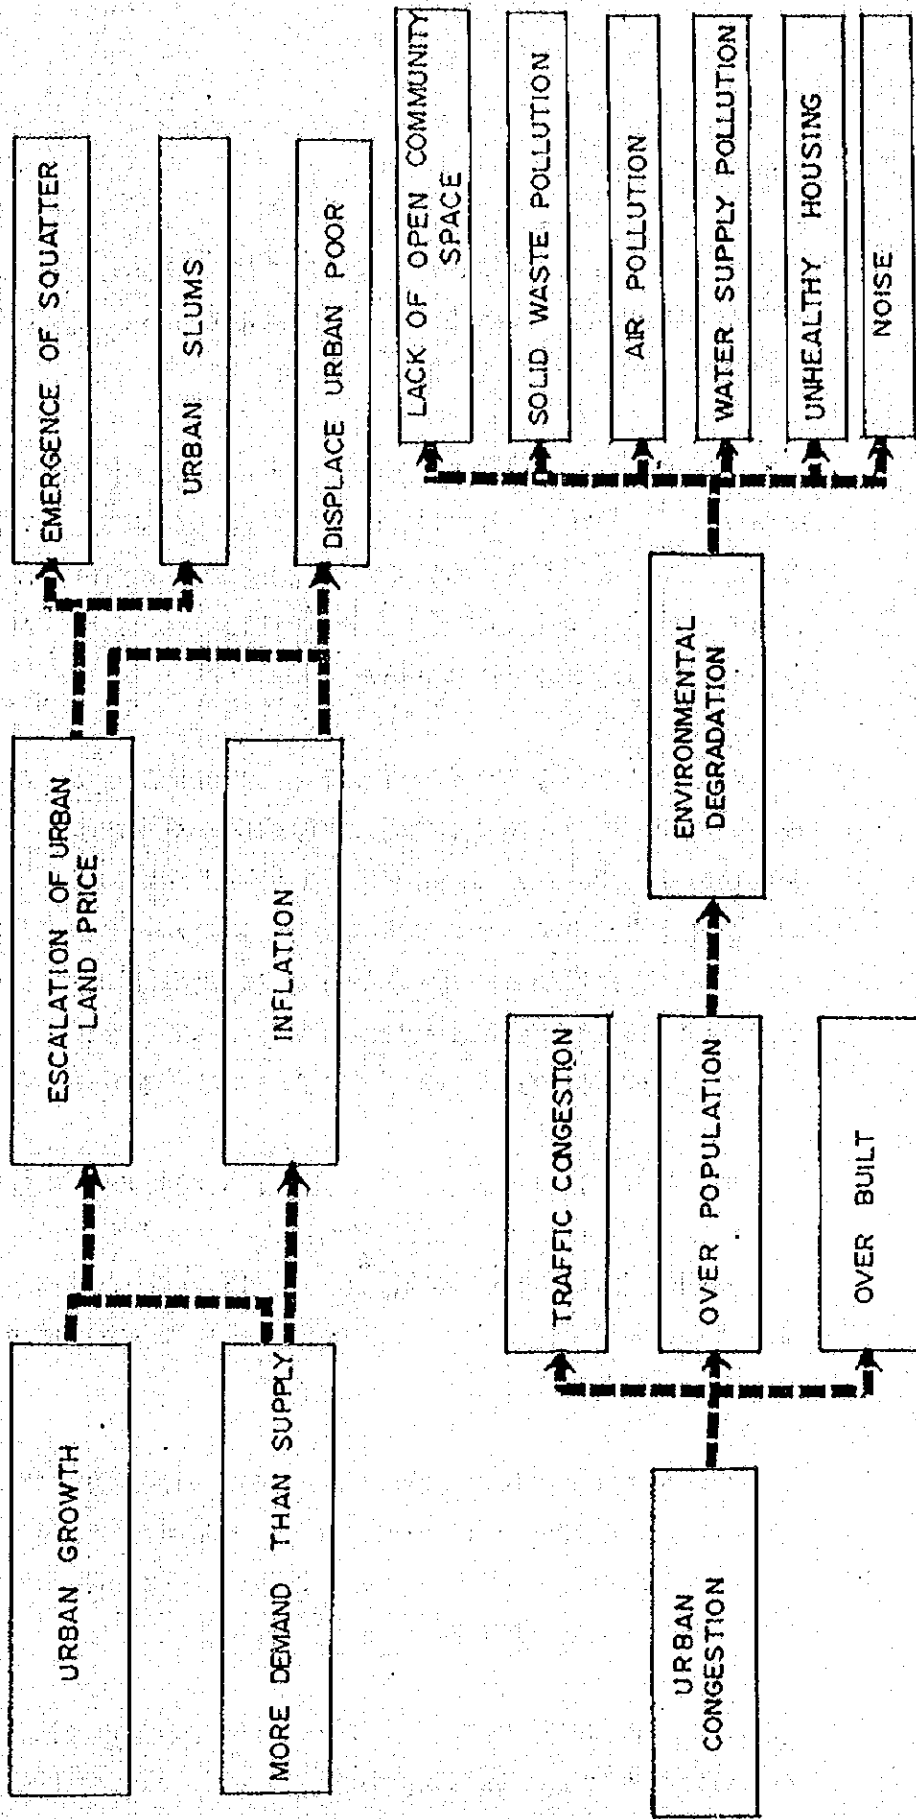 URBAN GROWTH
MORE DEMAND THAN SUPPLY
ESCALATION OF URBAN
LAND PRICE
INFLATION
EMERGENCE OF SQUATTER
URBAN SLUMS
DISPLACE URBAN POOR
URBAN
CONGESTION
TRAFFIC CONGESTION
OVER POPULATION
OVER BUILT
ENVIRONMENTAL
DEGRADATION
LACK OF OPEN COMMUNITY
SPACE
SOLID WASTE POLLUTION
AIR POLLUTION
WATER SUPPLY POLLUTION
UNHEALTHY HOUSING
NOISE